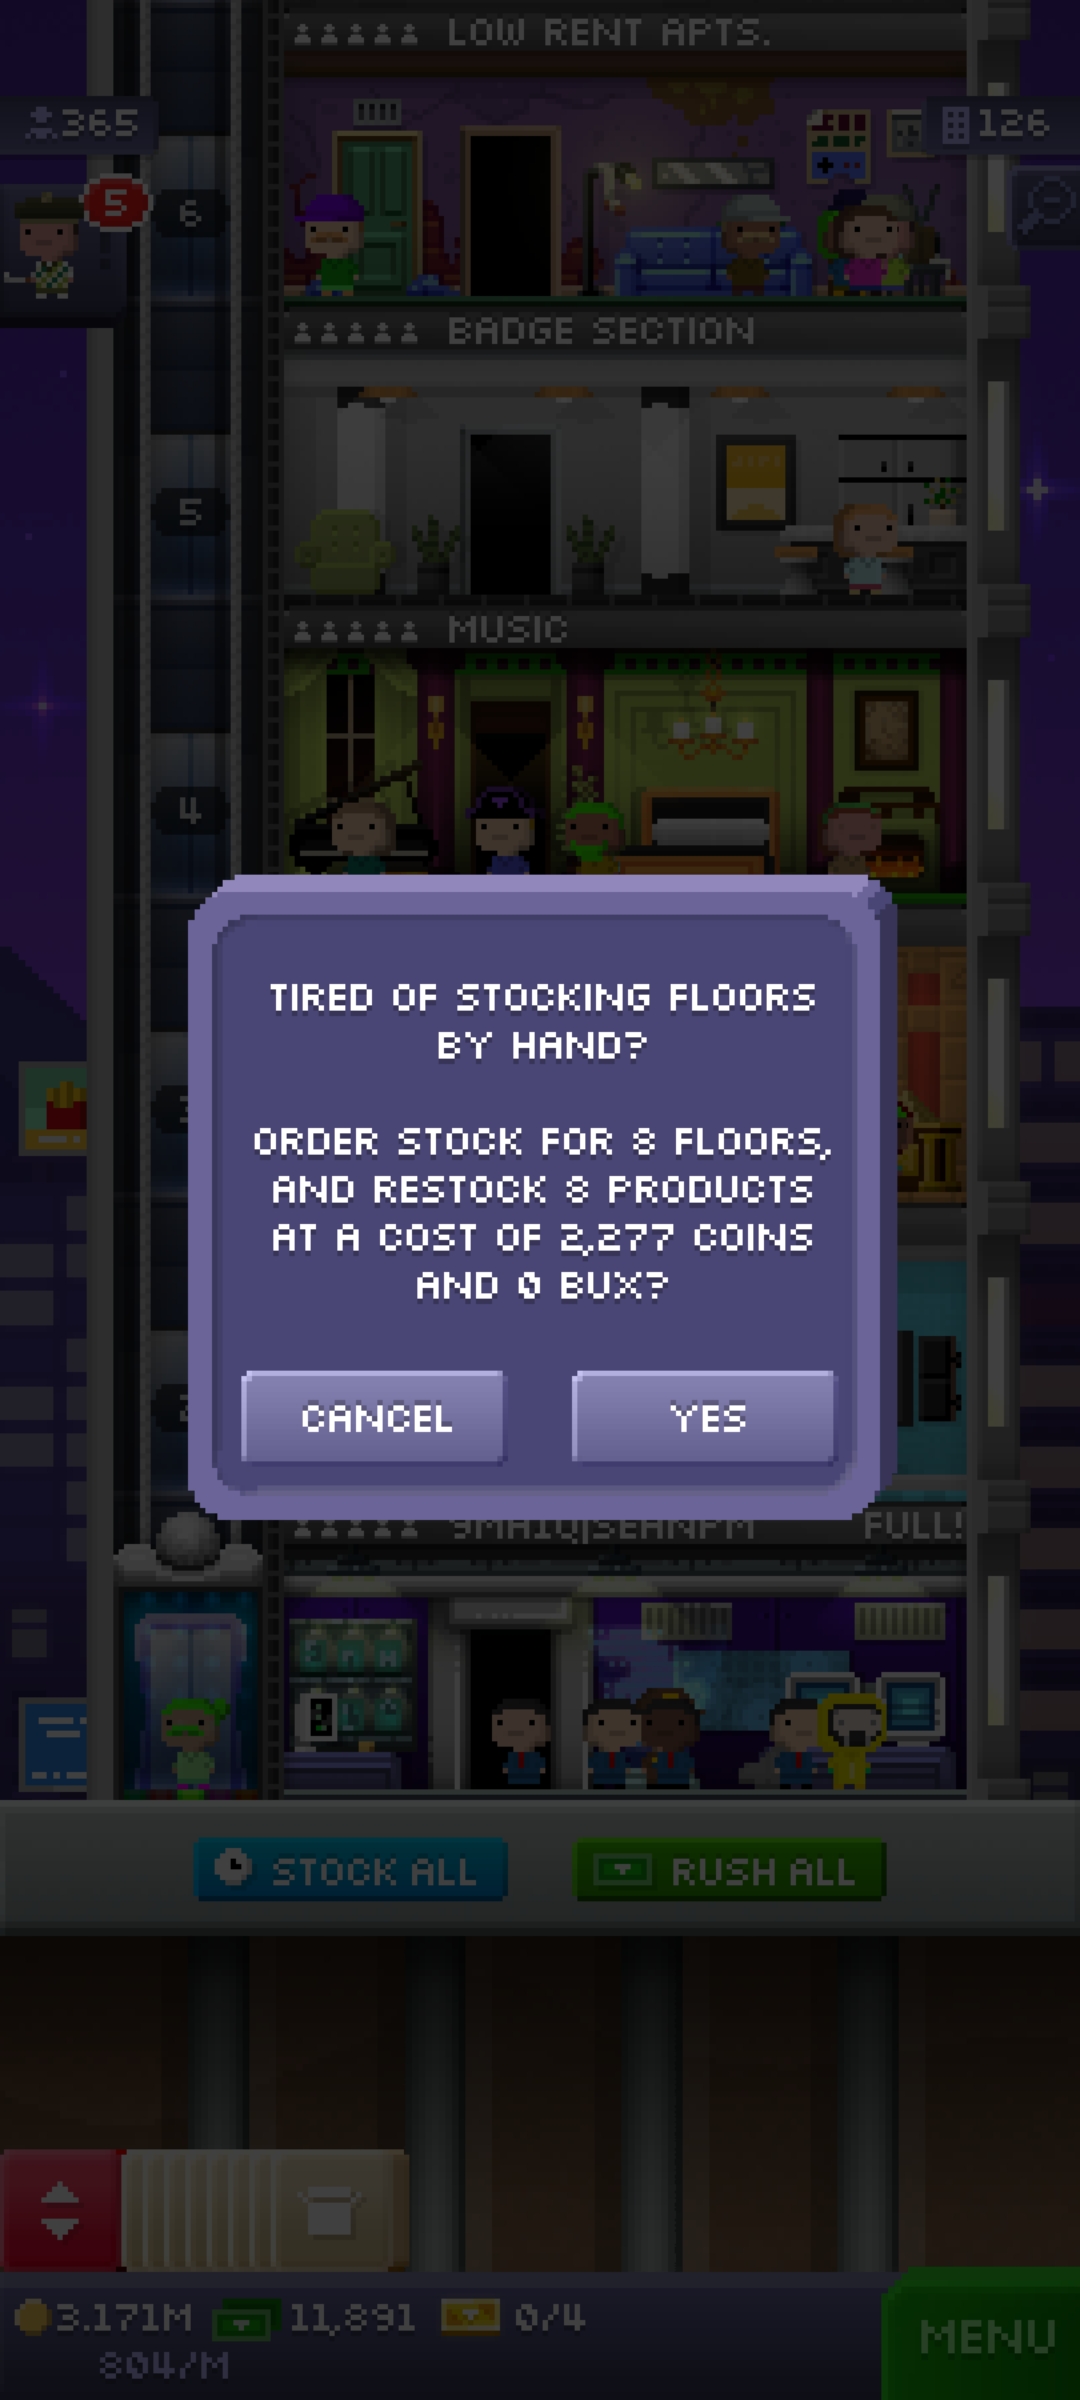 LOW RENT APTS.
365
126
5
6
BADGE SECTION
5
MUSIC
4
TIRED OF STOCKING FLOORS
BY HAND?
ORDER STOCK FOR 8 FLOORS,
AND RESTOCK 8 PRODUCTS
AT A COST OF 2,277 COINS
AND 0 BUX?
CANCEL
YES
FULL!
STOCK ALL
RUSH ALL
3.171M
11,891
0/4
804/M
MENU